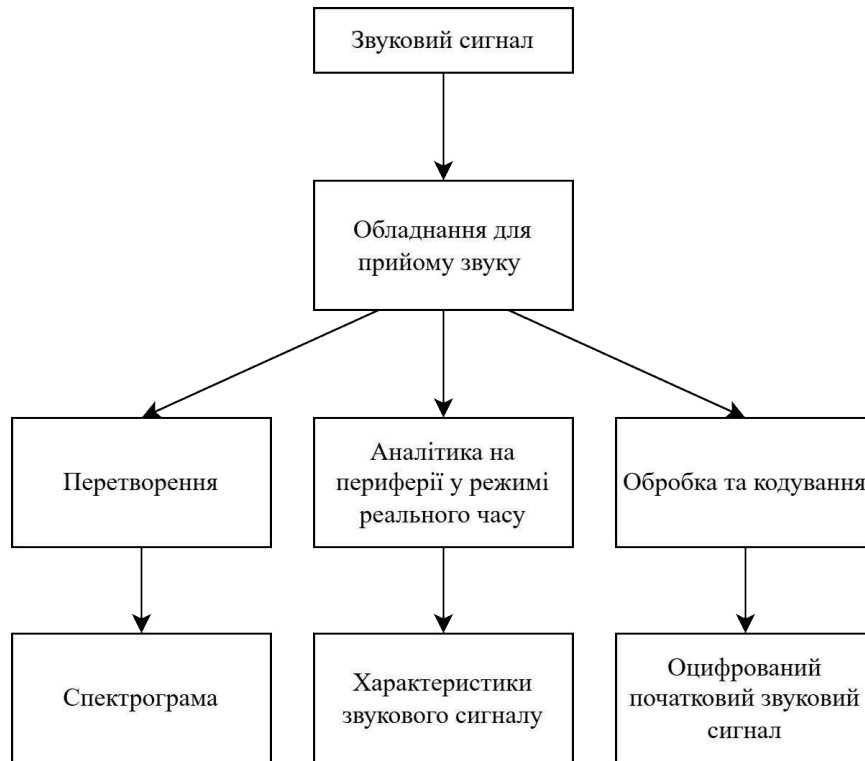 Звуковий сигнал
Обладнання для
прийому звуку
Перетворення
Аналітика на
периферії у режимі
реального часу
Обробка та кодування
Спектрограма
Характеристики
звукового сигналу
Оцифрований
початковий звуковий
сигнал